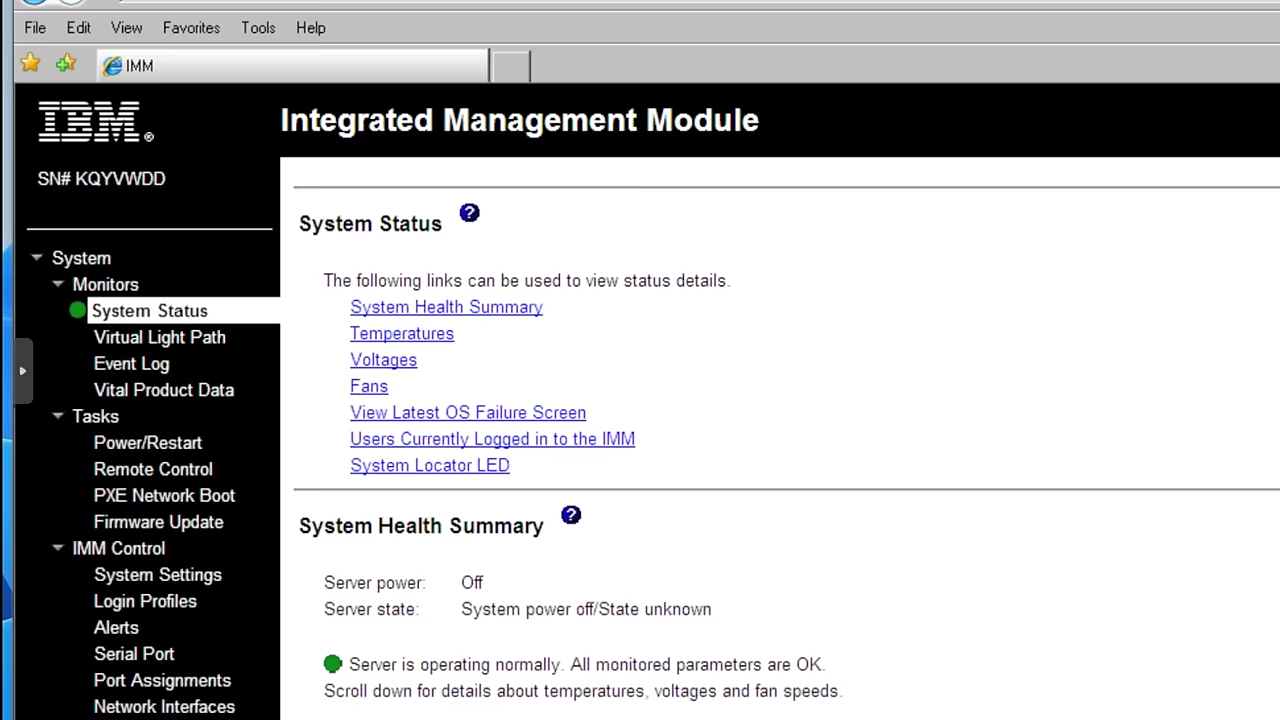 File Edit View Favorites Tools Help
IMM
IBM®
Integrated Management Module
SN# KQYVWDD
System
Monitors
System Status
Virtual Light Path
Event Log
Vital Product Data
Tasks
Power/Restart
Remote Control
PXE Network Boot
Firmware Update
IMM Control
System Settings
Login Profiles
Alerts
Serial Port
Port Assignments
Network Interfaces
System Status ?
The following links can be used to view status details.
System Health Summary
Temperatures
Voltages
Fans
View Latest OS Failure Screen
Users Currently Logged in to the IMM
System Locator LED
System Health Summary ?
Server power: Off
Server state: System power off/State unknown
Server is operating normally. All monitored parameters are OK.
Scroll down for details about temperatures, voltages and fan speeds.